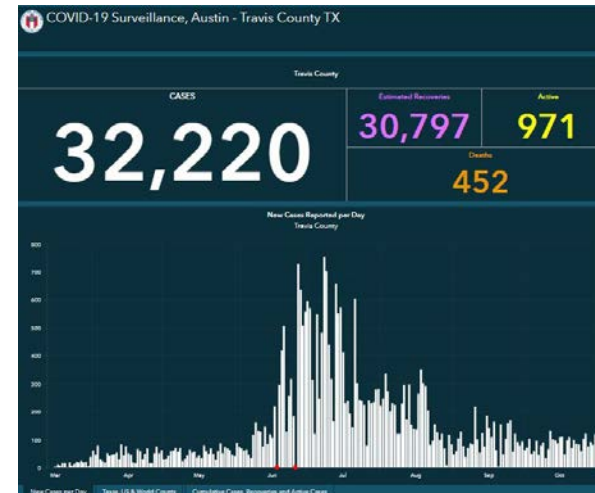 COVID-19 Surveillance, Austin - Travis County TX
Travis County
CASES
32,220
Estimated Recoveries
30,797
Active
971
Deaths
452
New Cases Reported per Day
Travis County
800
700
600
500
400
300
200
100
0
Mar Apr May Jun Jul Aug Sep Oct
New Cases per Day Texas, US & World Counts Cumulative Cases, Recoveries and Active Cases